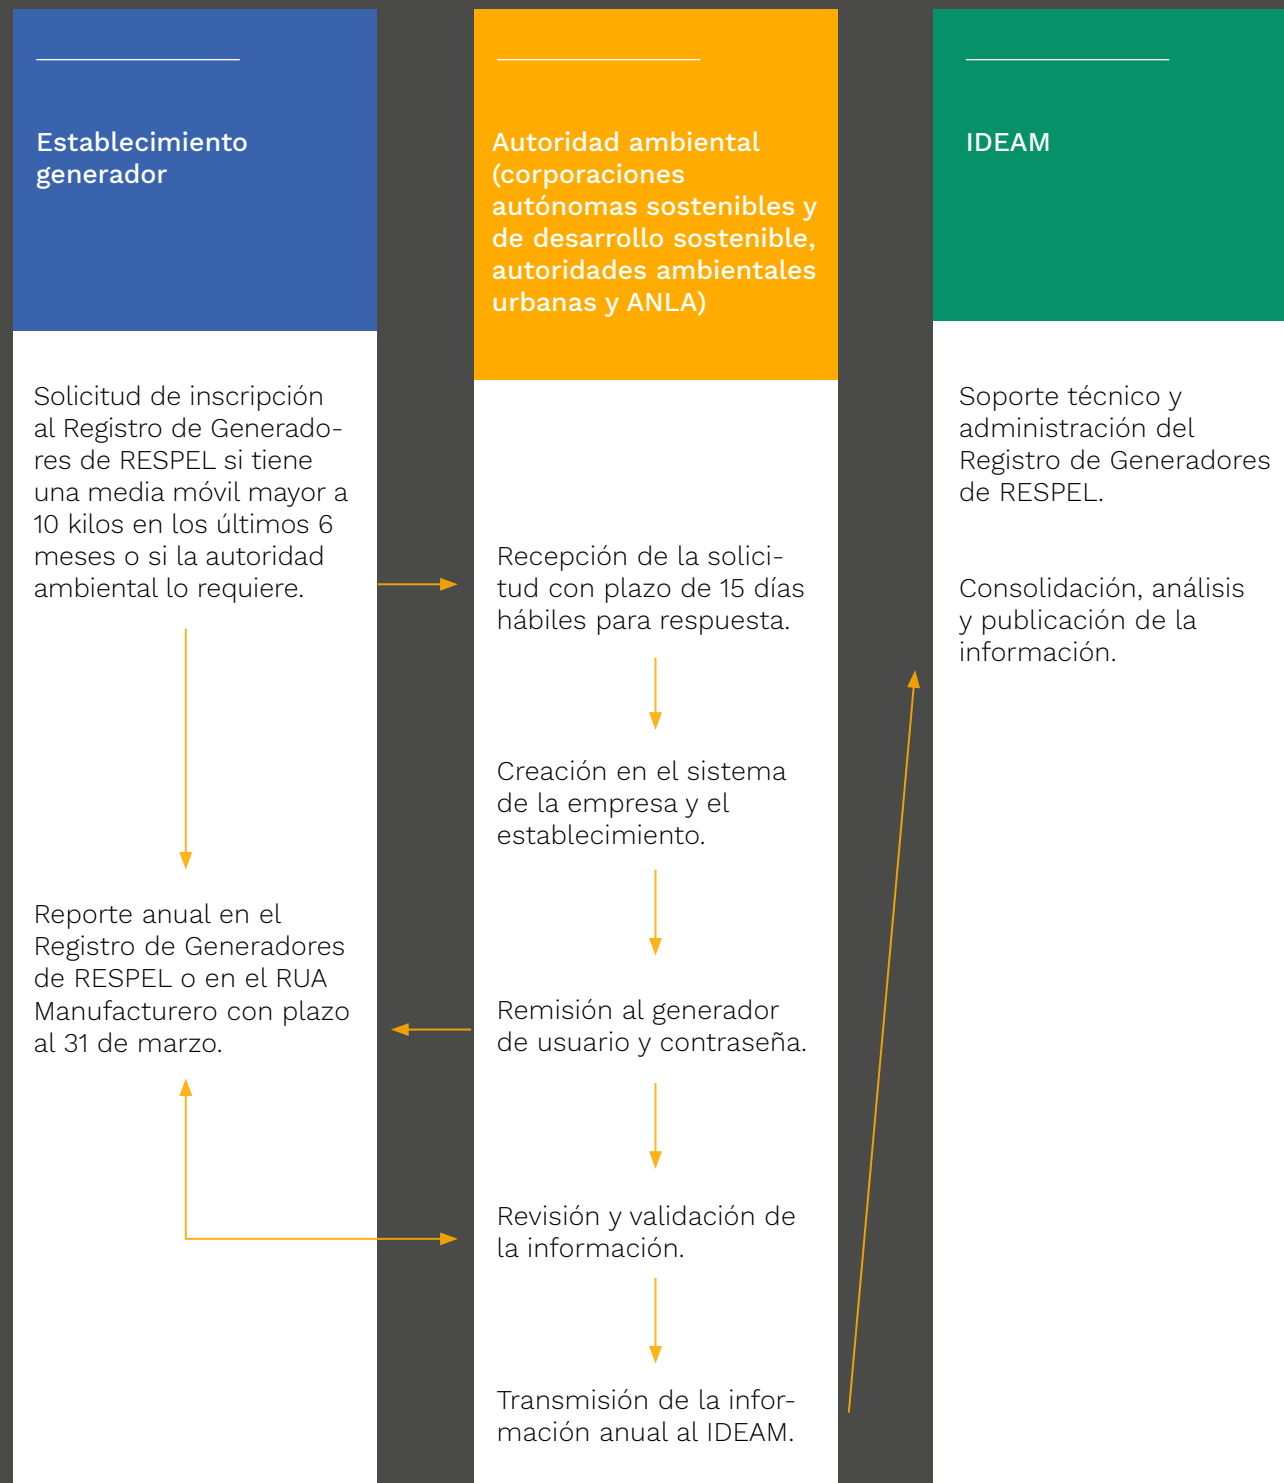 Establecimiento
generador
Solicitud de inscripción
al Registro de Generado-
res de RESPEL si tiene
una media móvil mayor a
10 kilos en los últimos 6
meses o si la autoridad
ambiental lo requiere.
Reporte anual en el
Registro de Generadores
de RESPEL o en el RUA
Manufacturero con plazo
al 31 de marzo.
Autoridad ambiental
(corporaciones
autónomas sostenibles y
de desarrollo sostenible,
autoridades ambientales
urbanas y ANLA)
Recepción de la solici-
tud con plazo de 15 días
hábiles para respuesta.
Creación en el sistema
de la empresa y el
establecimiento.
Remisión al generador
de usuario y contraseña.
Revisión y validación de
la información.
Transmisión de la infor-
mación anual al IDEAM.
IDEAM
Soporte técnico y
administración del
Registro de Generadores
de RESPEL.
Consolidación, análisis
y publicación de la
información.